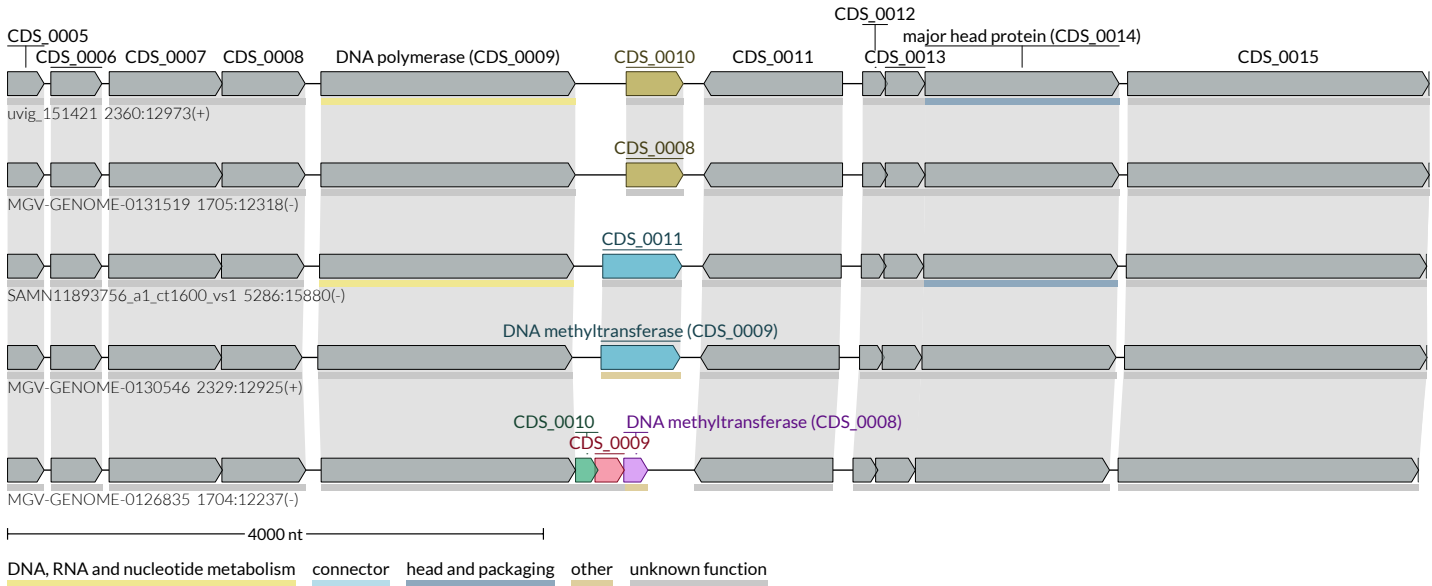 CDS_0012
CDS_0005 major head protein (CDS_0014)
CDS_0006 CDS_0007 CDS_0008 DNA polymerase (CDS_0009) CDS_0010 CDS_0011 CDS_0013 CDS_0015
uvig_151421 2360:12973(+)
CDS_0008
MGV-GENOME-0131519 1705:12318(-)
CDS_0011
SAMN11893756_a1_ct1600_vs1 5286:15880(-)
DNA methyltransferase (CDS_0009)
MGV-GENOME-0130546 2329:12925(+)
CDS_0010 DNA methyltransferase (CDS_0008)
CDS_0009
MGV-GENOME-0126835 1704:12237(-)
4000 nt
DNA, RNA and nucleotide metabolism connector head and packaging other unknown function